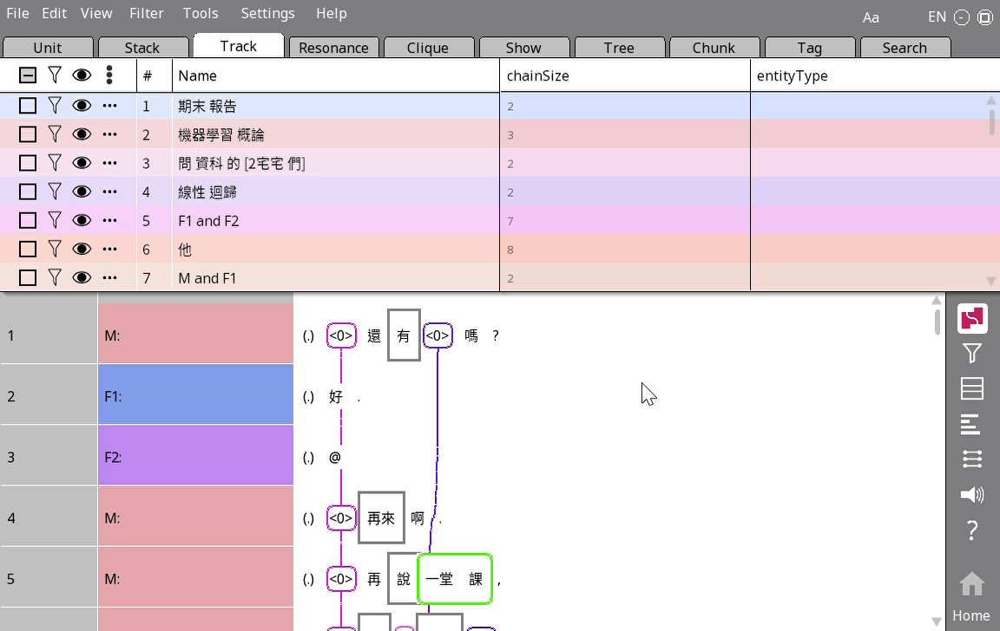 File Edit View Filter Tools Settings Help Aa EN
Unit Stack Track Resonance Clique Show Tree Chunk Tag Search
# Name chainSize entityType
1 期末 報告 2
2 機器學習 概論 3
3 問 資科 的 [2宅宅 們] 2
4 線性 迴歸 2
5 F1 and F2 7
6 他 8
7 M and F1 2
1 M: (.) <0> 還 有 <0> 嗎 ?
2 F1: (.) 好 .
3 F2: (.) @
4 M: (.) <0> 再來 啊 .
5 M: (.) <0> 再 說 一堂 課 ,
?
Home